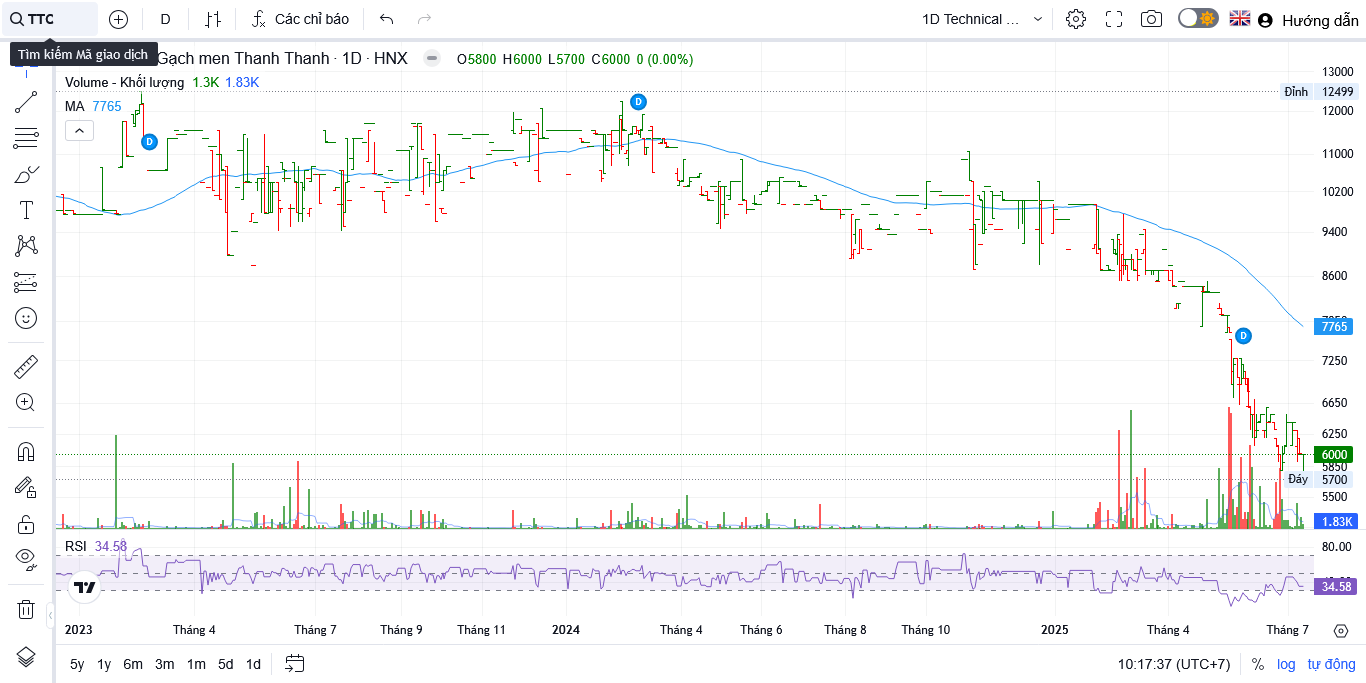 TTC
D
Các chỉ báo
1D Technical ...
Hướng dẫn
Tìm kiếm Mã giao dịch
Gạch men Thanh Thanh · 1D · HNX
O5800 H6000 L5700 C6000 0 (0.00%)
Volume - Khối lượng 1.3K 1.83K
MA 7765
D
D
D
13000
Đỉnh 12499
12000
11000
10200
9400
8600
7765
7250
6650
6250
6000
5850
Đáy 5700
5500
1.83K
RSI 34.58
80.00
34.58
2023 Tháng 4 Tháng 7 Tháng 9 Tháng 11 2024 Tháng 4 Tháng 6 Tháng 8 Tháng 10 2025 Tháng 4 Tháng 7
5y 1y 6m 3m 1m 5d 1d
10:17:37 (UTC+7) % log tự động